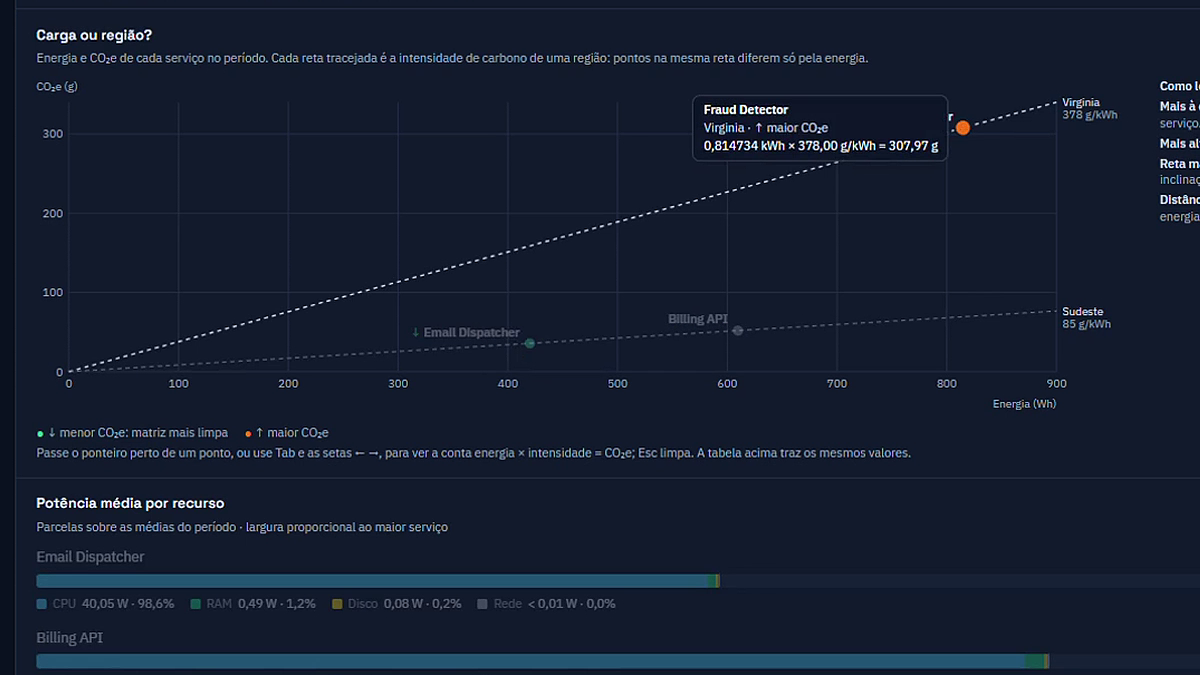 Carga ou região?
Energia e CO₂e de cada serviço no período. Cada reta tracejada é a intensidade de carbono de uma região: pontos na mesma reta diferem só pela energia.
CO₂e (g)
Fraud Detector
Virginia · ↑ maior CO₂e
0,814734 kWh × 378,00 g/kWh = 307,97 g
r
Virginia
378 g/kWh
300
200
100
0
↓ Email Dispatcher
Billing API
Sudeste
85 g/kWh
0 100 200 300 400 500 600 700 800 900
Energia (Wh)
Mais à
serviço.
Mais al
Reta m
inclinaç
Distânc
energia
↓ menor CO₂e: matriz mais limpa ↑ maior CO₂e
Passe o ponteiro perto de um ponto, ou use Tab e as setas ← →, para ver a conta energia × intensidade = CO₂e; Esc limpa. A tabela acima traz os mesmos valores.
Potência média por recurso
Parcelas sobre as médias do período · largura proporcional ao maior serviço
Email Dispatcher
CPU 40,05 W · 98,6% RAM 0,49 W · 1,2% Disco 0,08 W · 0,2% Rede < 0,01 W · 0,0%
Billing API